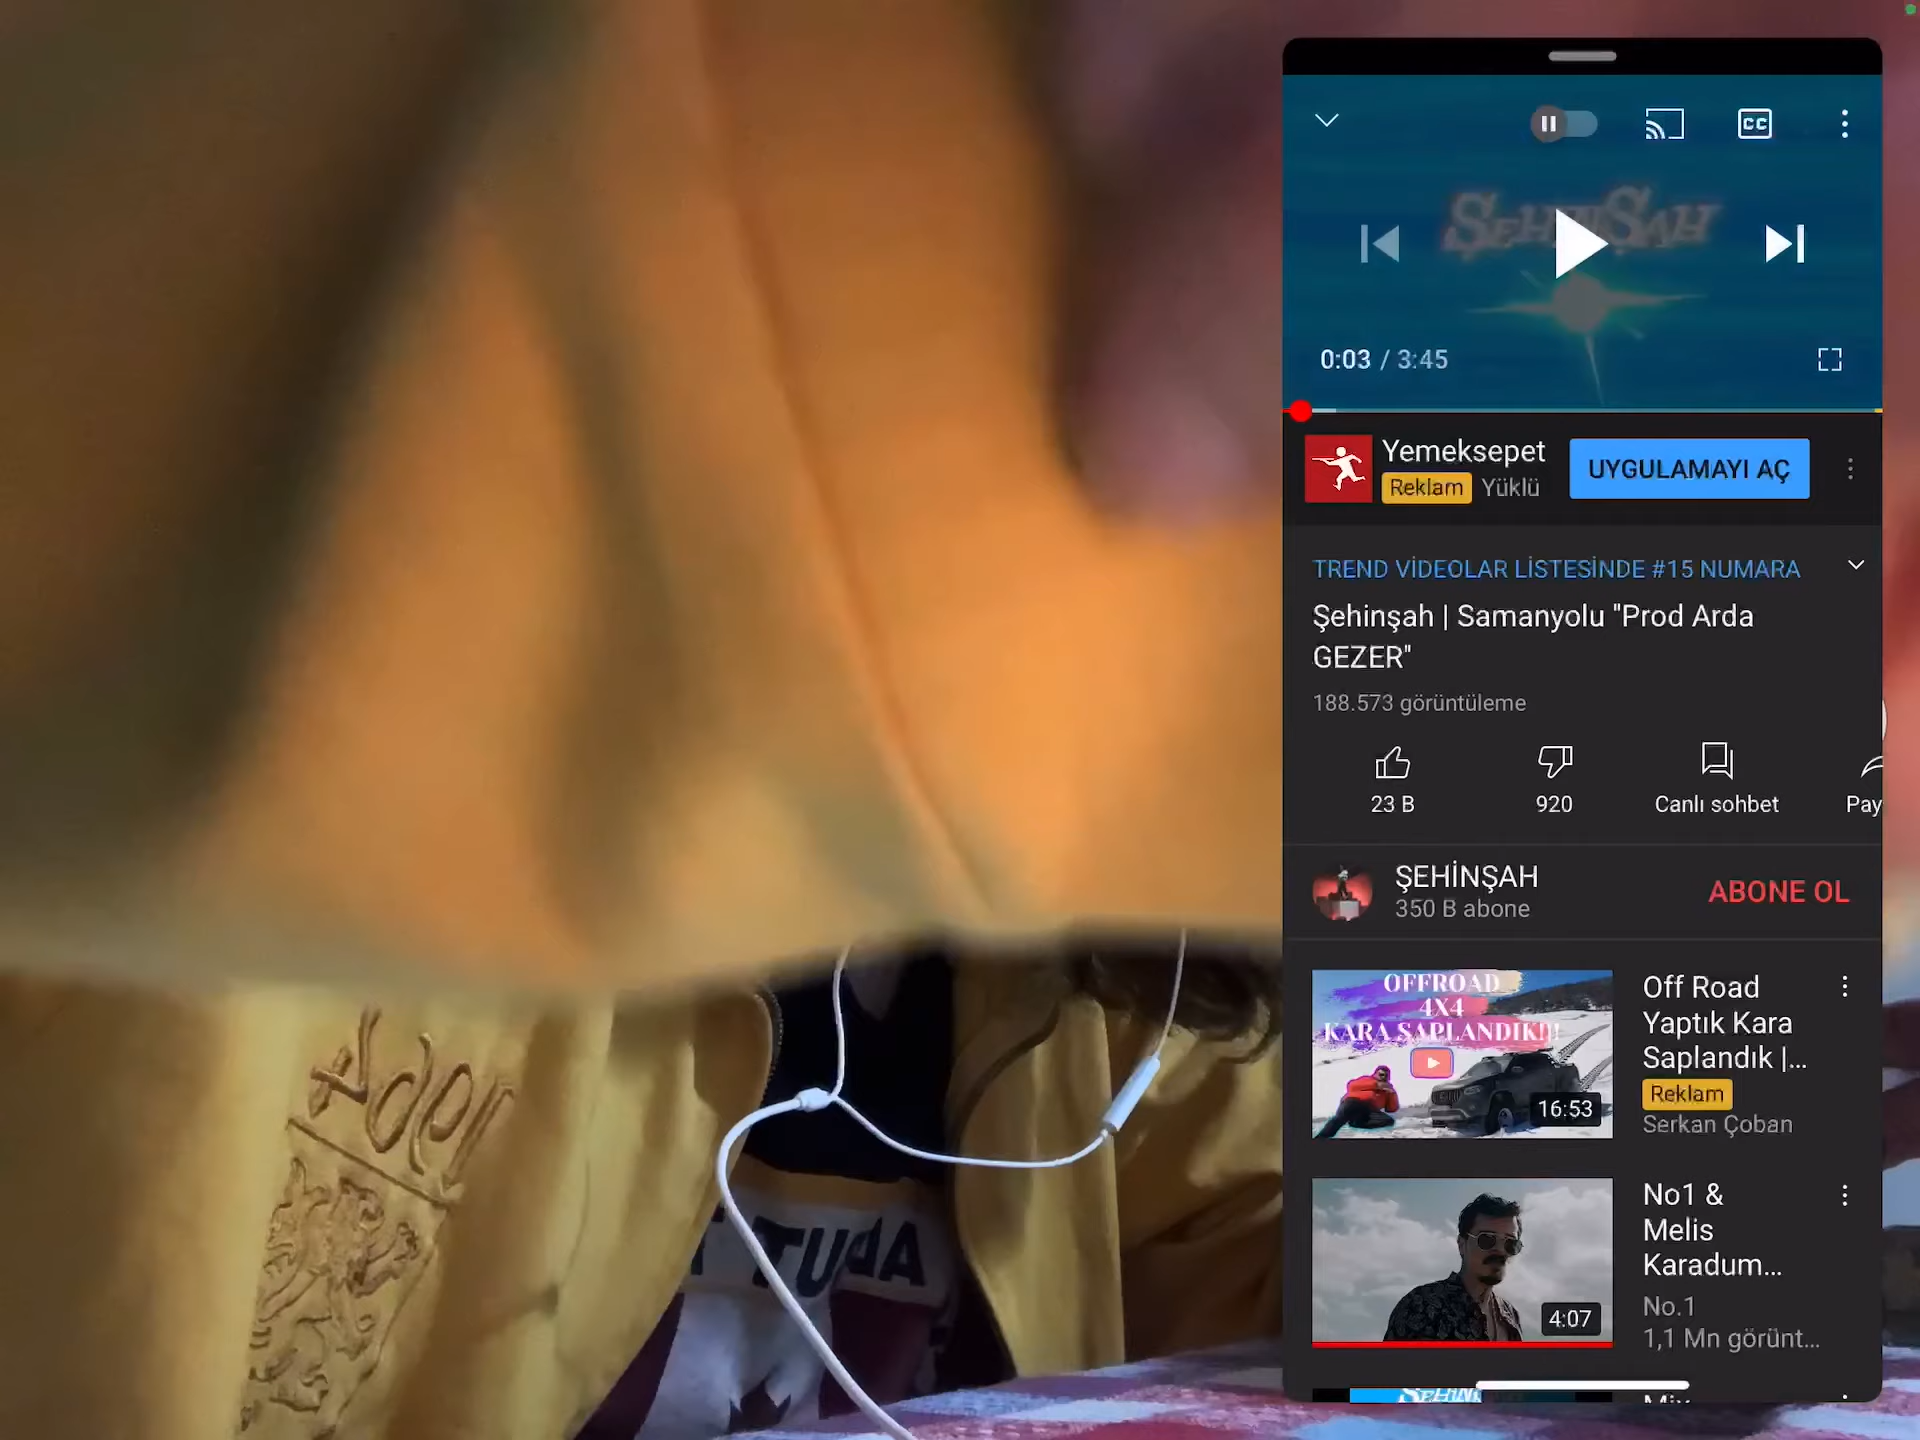 ŞEHİNŞAH
0:03 / 3:45
CC
Yemeksepet
Reklam Yüklü
UYGULAMAYI AÇ
TREND VİDEOLAR LİSTESİNDE #15 NUMARA
Şehinşah | Samanyolu "Prod Arda
GEZER"
188.573 görüntüleme
23 B
920
Canlı sohbet
Pay
ŞEHİNŞAH
350 B abone
ABONE OL
OFFROAD
4X4
KARA SAPLANDIK!!!
16:53
Off Road
Yaptık Kara
Saplandık |...
Reklam
Serkan Çoban
4:07
No1 &
Melis
Karadum...
No.1
1,1 Mn görünt...